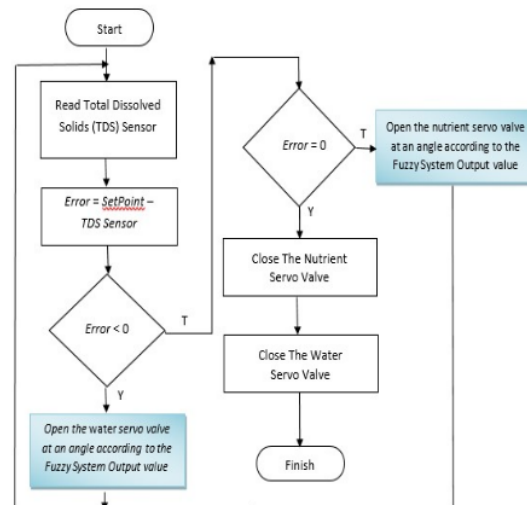 Start
Read Total Dissolved
Solids (TDS) Sensor
Error = SetPoint –
TDS Sensor
Error < 0
T
Y
Open the water servo valve
at an angle according to the
Fuzzy System Output value
Error = 0
T
Y
Open the nutrient servo valve
at an angle according to the
Fuzzy System Output value
Close The Nutrient
Servo Valve
Close The Water
Servo Valve
Finish